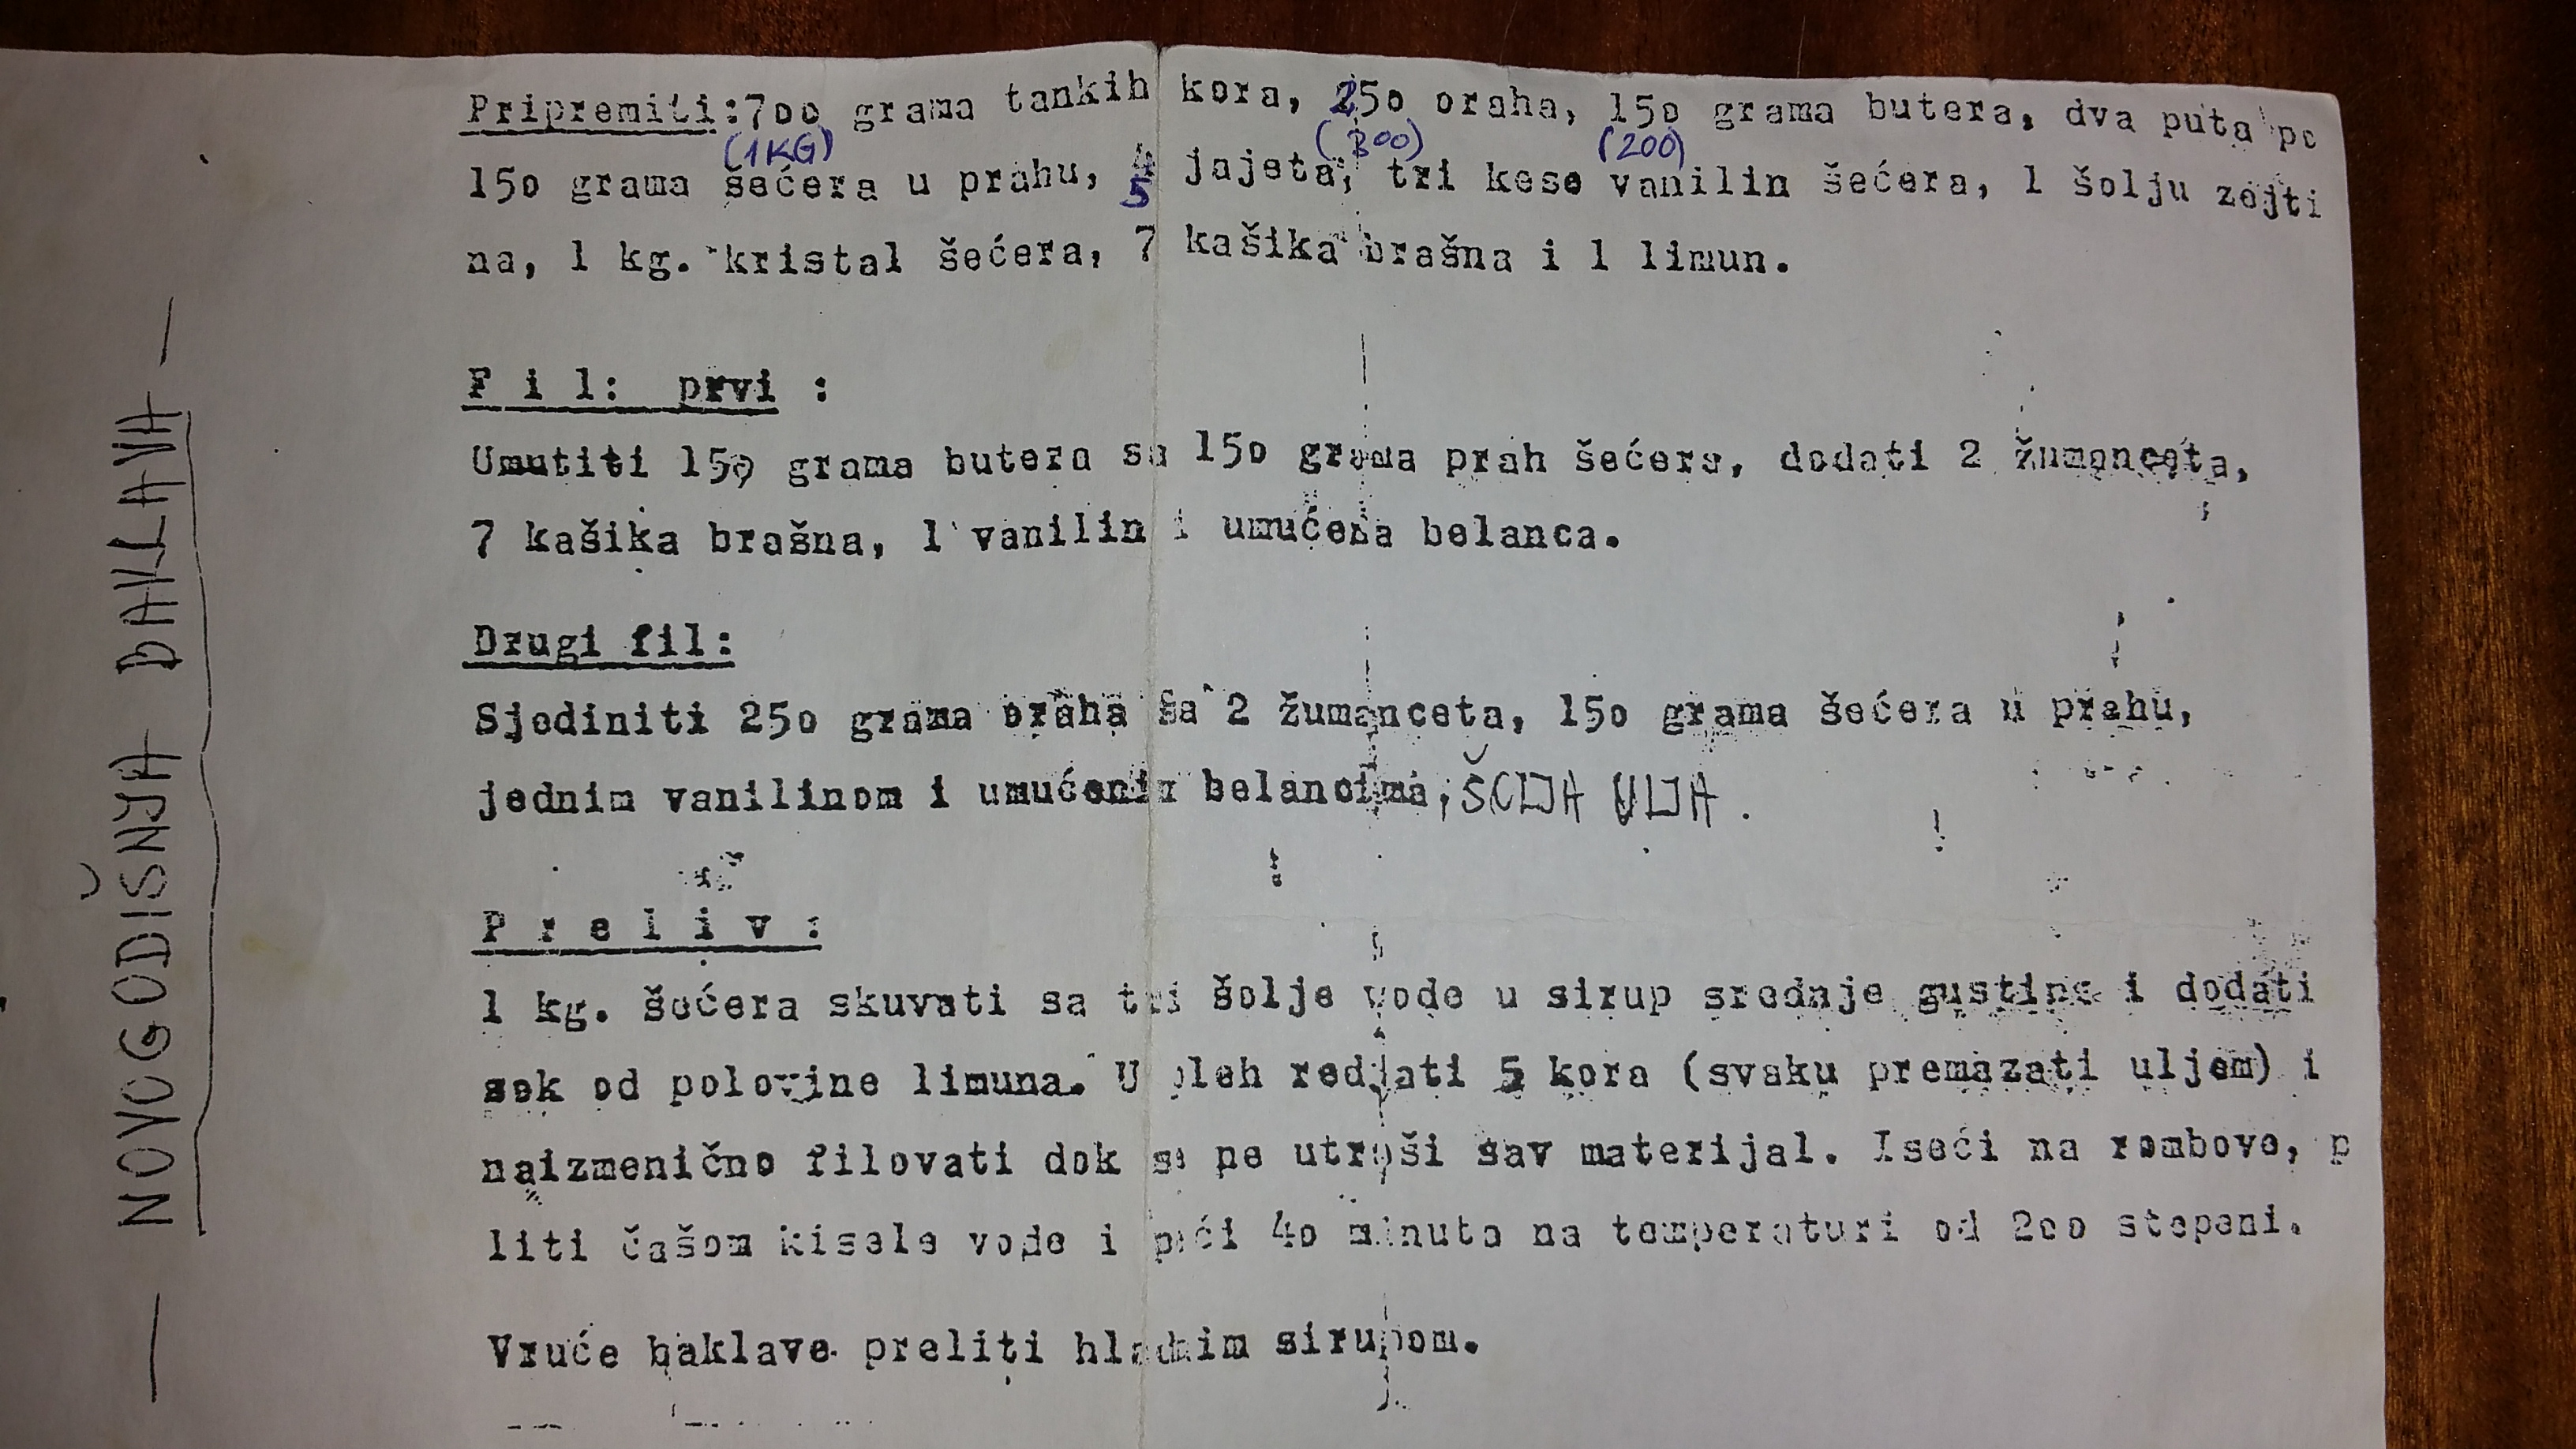 — NOVOGODIŠNJA BAKLAVA —
Pripremiti:700 grama tankih kora, 250 oraha, 150 grama butera, dva puta po
(1KG) (300) (200)
150 grama šećera u prahu, 5 jajeta, tri kese vanilin šećera, 1 šolju zejti
na, 1 kg. kristal šećera, 7 kašika brašna i 1 limun.
F i l: prvi :
Umutiti 150 grama butera sa 150 grama prah šećera, dodati 2 žumanceta,
7 kašika brašna, 1 vanilin i umućena belanca.
Drugi fil:
Sjediniti 250 grama oraha sa 2 žumanceta, 150 grama šećera u prahu,
jednim vanilinom i umućenim belancima, ŠOLJA ULJA.
P r e l i v :
1 kg. šećera skuvati sa tri šolje vode u sirup srednje gustine i dodati
sok od polovine limuna. U pleh redjati 5 kora (svaku premazati uljem) i
naizmenično filovati dok se ne utroši sav materijal. Iseći na rombove, p
liti čašom kisele vode i peći 40 minuta na temperaturi od 200 stepeni.
Vruće baklave preliti hladnim sirupom.